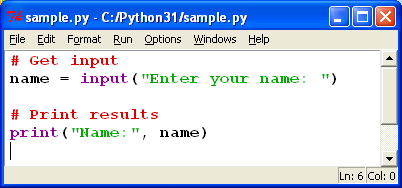 sample.py - C:/Python31/sample.py
File Edit Format Run Options Windows Help
# Get input
name = input("Enter your name: ")
# Print results
print("Name:", name)
Ln: 6 Col: 0